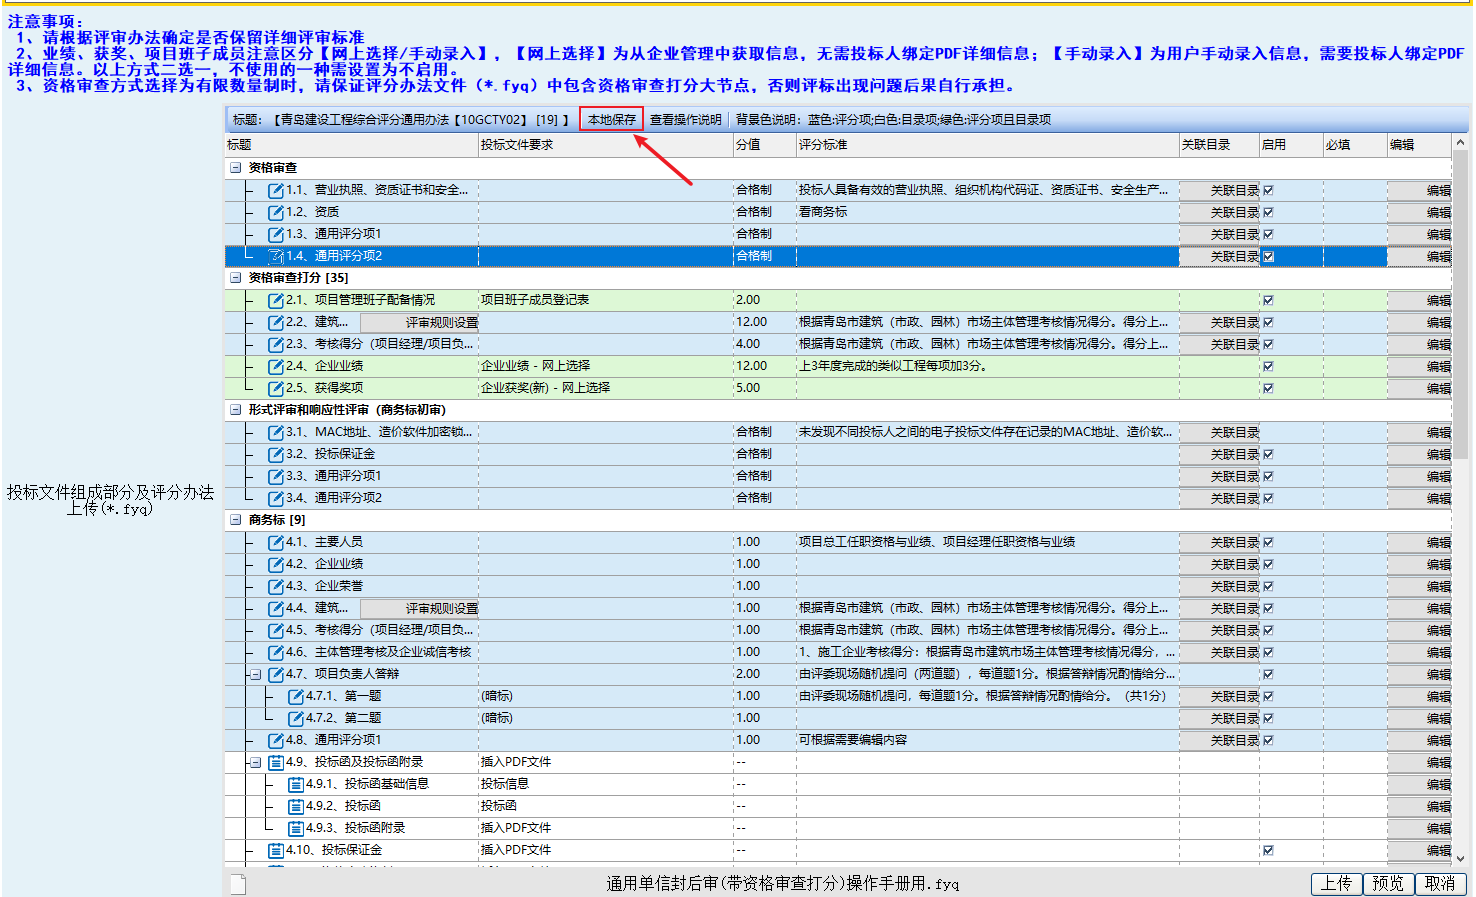 注意事项：
1、请根据评审办法确定是否保留详细评审标准
2、业绩、获奖、项目班子成员注意区分【网上选择/手动录入】，【网上选择】为从企业管理中获取信息，无需投标人绑定PDF详细信息；【手动录入】为用户手动录入信息，需要投标人绑定PDF
详细信息。以上方式二选一，不使用的一种需设置为不启用。
3、资格审查方式选择为有限数量制时，请保证评分办法文件（*.fyq）中包含资格审查打分大节点，否则评标出现问题后果自行承担。
标题：【青岛建设工程综合评分通用办法【10GCTY02】 [19] 】 本地保存 查看操作说明 背景色说明：蓝色:评分项;白色:目录项;绿色:评分项且目录项
标题 投标文件要求 分值 评分标准 关联目录 启用 必填 编辑
资格审查
1.1、营业执照、资质证书和安全... 合格制 投标人具备有效的营业执照、组织机构代码证、资质证书、安全生产... 关联目录 编辑
1.2、资质 合格制 看商务标 关联目录 编辑
1.3、通用评分项1 合格制 关联目录 编辑
1.4、通用评分项2 合格制 关联目录 编辑
资格审查打分 [35]
2.1、项目管理班子配备情况 项目班子成员登记表 2.00 编辑
2.2、建筑... 评审规则设置 12.00 根据青岛市建筑（市政、园林）市场主体管理考核情况得分。得分上... 关联目录 编辑
2.3、考核得分（项目经理/项目负... 4.00 根据青岛市建筑（市政、园林）市场主体管理考核情况得分。得分上... 关联目录 编辑
2.4、企业业绩 企业业绩 - 网上选择 12.00 上3年度完成的类似工程每项加3分。 编辑
2.5、获得奖项 企业获奖(新) - 网上选择 5.00 编辑
形式评审和响应性评审（商务标初审）
3.1、MAC地址、造价软件加密锁... 合格制 未发现不同投标人之间的电子投标文件存在记录的MAC地址、造价软... 关联目录 编辑
3.2、投标保证金 合格制 关联目录 编辑
3.3、通用评分项1 合格制 关联目录 编辑
3.4、通用评分项2 合格制 关联目录 编辑
投标文件组成部分及评分办法
上传(*.fyq)
商务标 [9]
4.1、主要人员 1.00 项目总工任职资格与业绩、项目经理任职资格与业绩 关联目录 编辑
4.2、企业业绩 1.00 关联目录 编辑
4.3、企业荣誉 1.00 关联目录 编辑
4.4、建筑... 评审规则设置 1.00 根据青岛市建筑（市政、园林）市场主体管理考核情况得分。得分上... 关联目录 编辑
4.5、考核得分（项目经理/项目负... 1.00 根据青岛市建筑（市政、园林）市场主体管理考核情况得分。得分上... 关联目录 编辑
4.6、主体管理考核及企业诚信考核 1.00 1、施工企业考核得分：根据青岛市建筑市场主体管理考核情况得分，... 关联目录 编辑
4.7、项目负责人答辩 2.00 由评委现场随机提问（两道题），每道题1分。根据答辩情况酌情给分... 编辑
4.7.1、第一题 (暗标) 1.00 由评委现场随机提问，每道题1分。根据答辩情况酌情给分。（共1分） 关联目录 编辑
4.7.2、第二题 (暗标) 1.00 关联目录 编辑
4.8、通用评分项1 1.00 可根据需要编辑内容 关联目录 编辑
4.9、投标函及投标函附录 插入PDF文件 -- 编辑
4.9.1、投标函基础信息 投标信息 -- 编辑
4.9.2、投标函 投标函 -- 编辑
4.9.3、投标函附录 插入PDF文件 -- 编辑
4.10、投标保证金 插入PDF文件 -- 编辑
通用单信封后审(带资格审查打分)操作手册用.fyq 上传 预览 取消